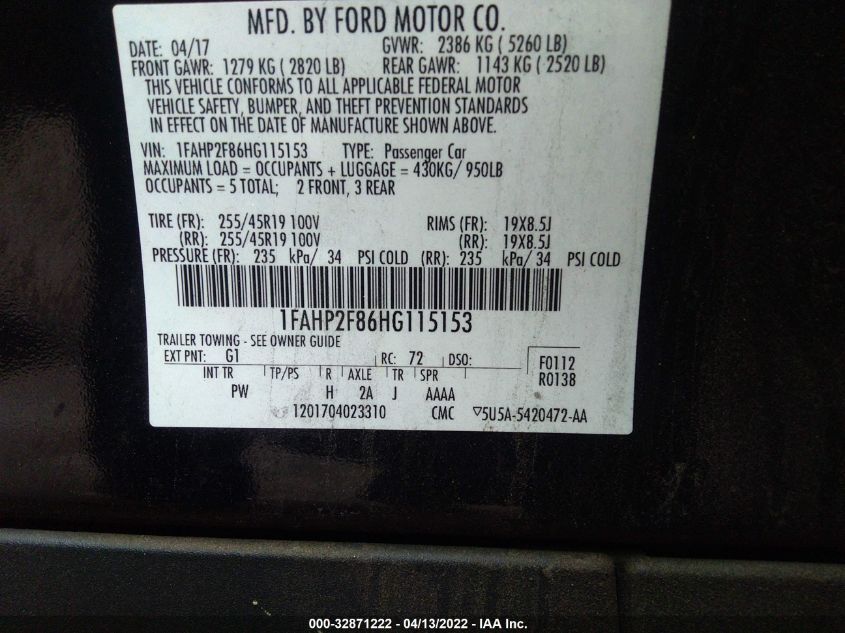 MFD. BY FORD MOTOR CO.
DATE: 04/17 GVWR: 2386 KG ( 5260 LB)
FRONT GAWR: 1279 KG ( 2820 LB) REAR GAWR: 1143 KG ( 2520 LB)
THIS VEHICLE CONFORMS TO ALL APPLICABLE FEDERAL MOTOR
VEHICLE SAFETY, BUMPER, AND THEFT PREVENTION STANDARDS
IN EFFECT ON THE DATE OF MANUFACTURE SHOWN ABOVE.
VIN: 1FAHP2F86HG115153 TYPE: Passenger Car
MAXIMUM LOAD = OCCUPANTS + LUGGAGE = 430KG/ 950LB
OCCUPANTS = 5 TOTAL; 2 FRONT, 3 REAR
TIRE (FR): 255/45R19 100V RIMS (FR): 19X8.5J
(RR): 255/45R19 100V (RR): 19X8.5J
PRESSURE (FR): 235 kPa/ 34 PSI COLD (RR): 235 kPa/ 34 PSI COLD
1FAHP2F86HG115153
TRAILER TOWING - SEE OWNER GUIDE
EXT PNT: G1 RC: 72 DSO: F0112
INT TR TP/PS R AXLE TR SPR R0138
PW H 2A J AAAA
1201704023310 CMC ▽5U5A-5420472-AA
000-32871222 - 04/13/2022 - IAA Inc.